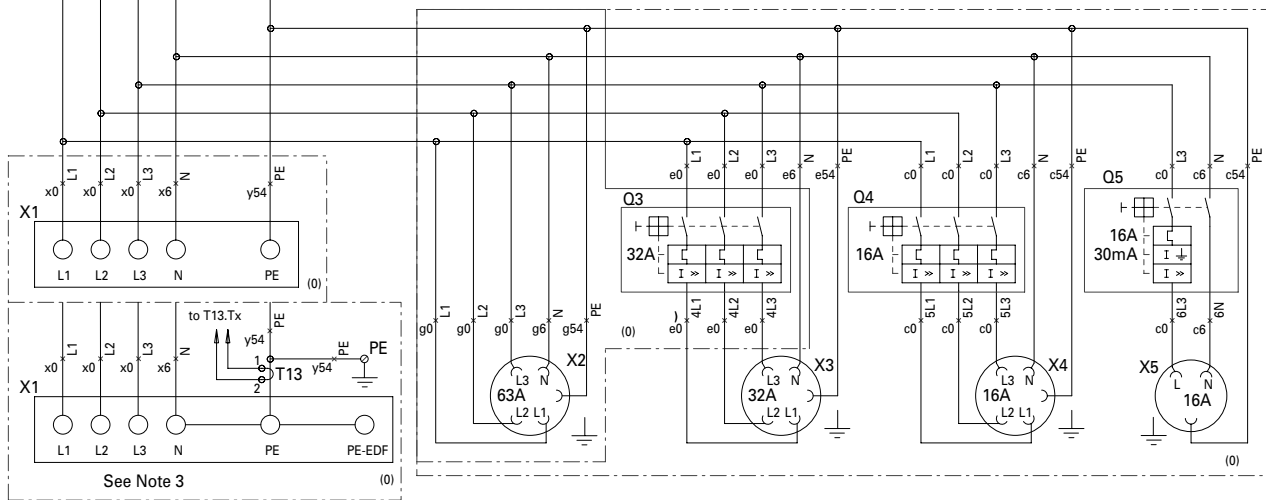 L1 L2 L3 N PE
x0 x0 x0 x6 y54
X1
L1 L2 L3 N PE
(0)
to T13.Tx
L1 L2 L3 N PE
x0 x0 x0 x6 y54
1 T13 2
y54 PE PE
X1
L1 L2 L3 N PE PE-EDF
See Note 3 (0)
L1 L2 L3 N PE
g0 g0 g0 g6 g54
X2
63A
L3 N
L2 L1
L1 L2 L3 N PE
e0 e0 e0 e6 e54
Q3
32A
I >> I >> I >>
(0)
) 4L1 4L2 4L3
e0 e0 e0
X3
32A
L3 N
L2 L1
L1 L2 L3 N PE
c0 c0 c0 c6 c54
Q4
16A
I >> I >> I >>
5L1 5L2 5L3
c0 c0 c0
X4
16A
L3 N
L2 L1
L3 N PE
c0 c6 c54
Q5
16A
30mA
I
I >>
6L3 6N
c0 c6
X5
L N
16A
(0)